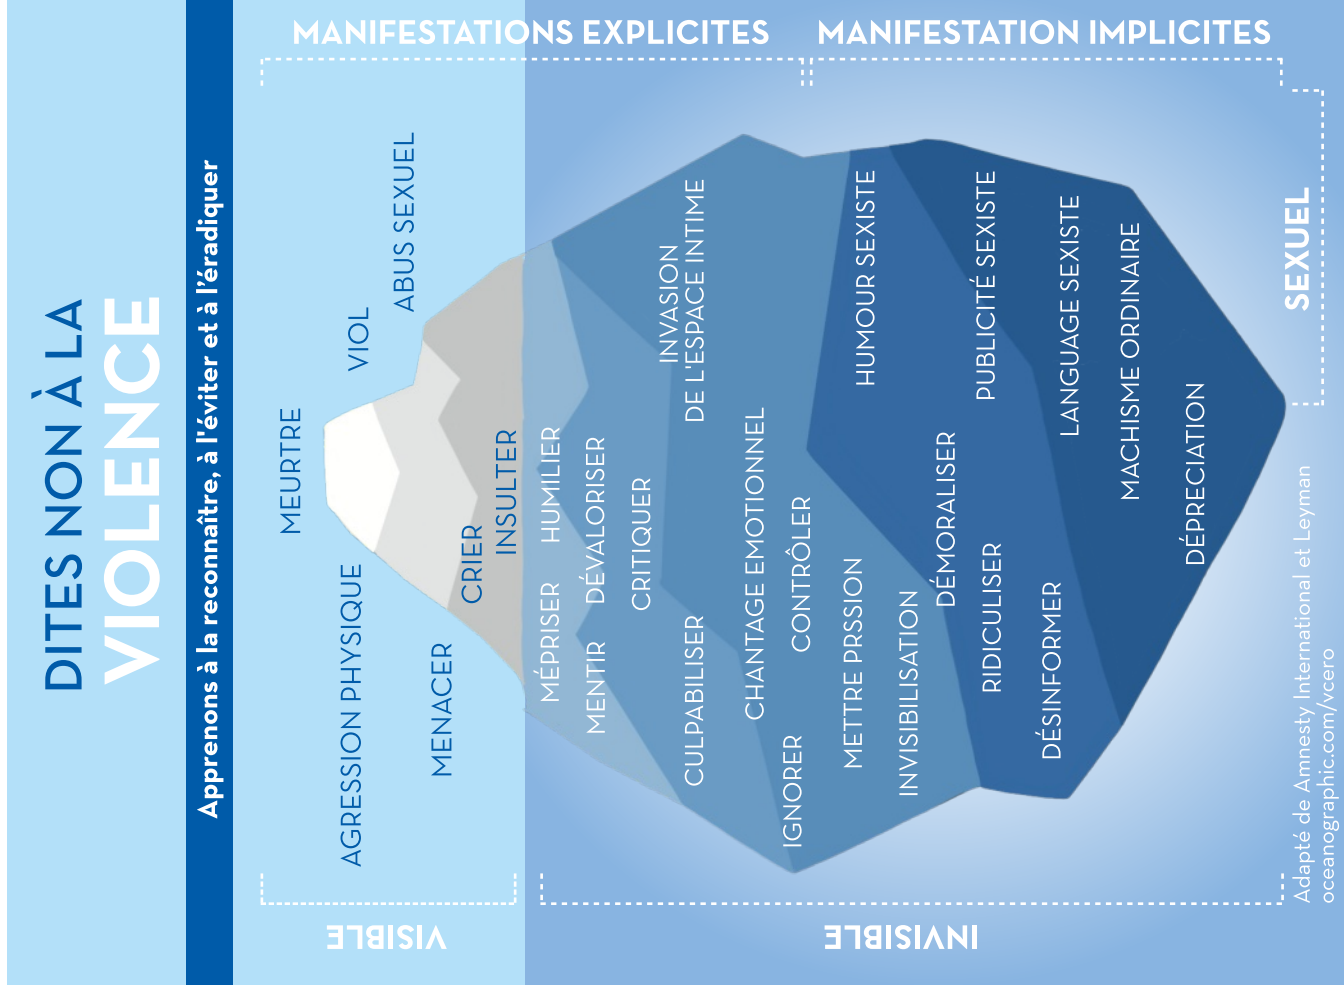 DITES NON À LA
VIOLENCE
Apprenons à la reconnaître, à l'éviter et à l'éradiquer
MANIFESTATIONS EXPLICITES
MANIFESTATION IMPLICITES
VISIBLE
INVISIBLE
SEXUEL
MEURTRE
AGRESSION PHYSIQUE
VIOL
ABUS SEXUEL
MENACER
CRIER
INSULTER
MÉPRISER
HUMILIER
MENTIR
DÉVALORISER
CRITIQUER
INVASION
DE L'ESPACE INTIME
CULPABILISER
CHANTAGE EMOTIONNEL
IGNORER
CONTRÔLER
METTRE PRSSION
HUMOUR SEXISTE
INVISIBILISATION
DÉMORALISER
RIDICULISER
PUBLICITÉ SEXISTE
DÉSINFORMER
LANGUAGE SEXISTE
MACHISME ORDINAIRE
DÉPRECIATION
Adapté de Amnesty International et Leyman
oceanographic.com/vcero